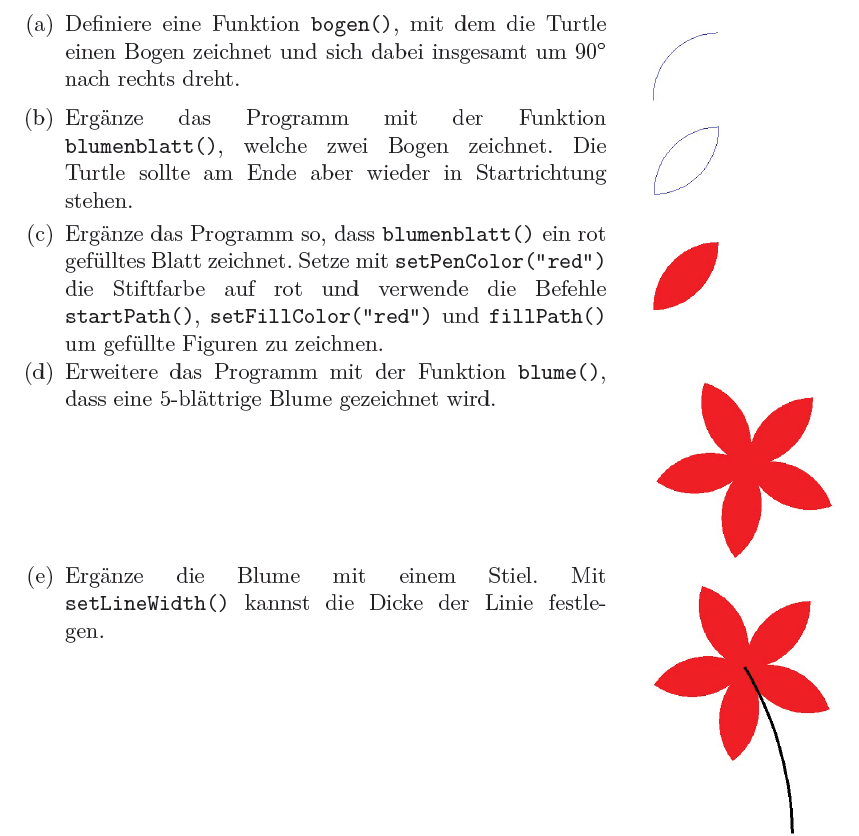 (a) Definiere eine Funktion bogen(), mit dem die Turtle
einen Bogen zeichnet und sich dabei insgesamt um 90°
nach rechts dreht.
(b) Ergänze das Programm mit der Funktion
blumenblatt(), welche zwei Bogen zeichnet. Die
Turtle sollte am Ende aber wieder in Startrichtung
stehen.
(c) Ergänze das Programm so, dass blumenblatt() ein rot
gefülltes Blatt zeichnet. Setze mit setPenColor("red")
die Stiftfarbe auf rot und verwende die Befehle
startPath(), setFillColor("red") und fillPath()
um gefüllte Figuren zu zeichnen.
(d) Erweitere das Programm mit der Funktion blume(),
dass eine 5-blättrige Blume gezeichnet wird.
(e) Ergänze die Blume mit einem Stiel. Mit
setLineWidth() kannst die Dicke der Linie festle-
gen.